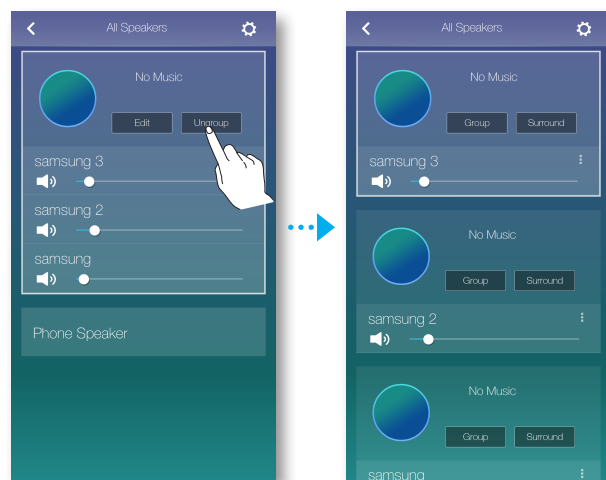 All Speakers
No Music
Edit Ungroup
samsung 3
samsung 2
samsung
Phone Speaker
All Speakers
No Music
Group Surround
samsung 3
No Music
Group Surround
samsung 2
No Music
Group Surround
samsung